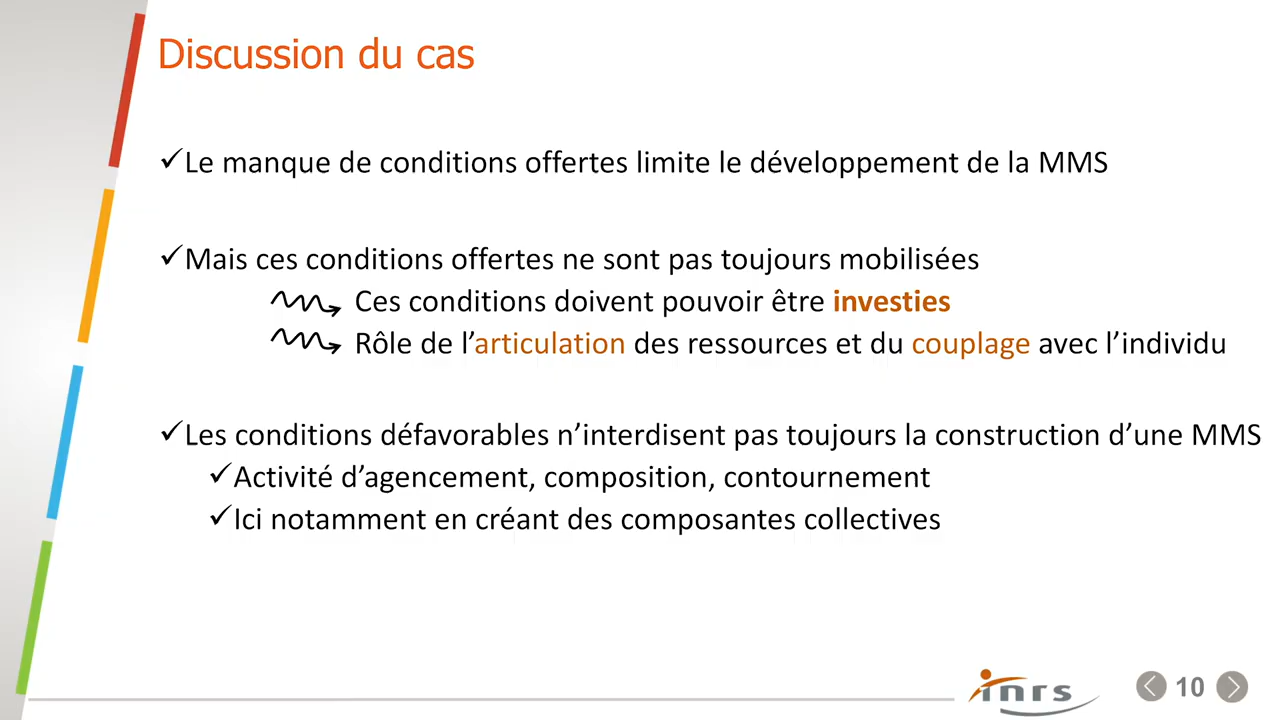 Discussion du cas
✓Le manque de conditions offertes limite le développement de la MMS
✓Mais ces conditions offertes ne sont pas toujours mobilisées
Ces conditions doivent pouvoir être investies
Rôle de l’articulation des ressources et du couplage avec l’individu
✓Les conditions défavorables n’interdisent pas toujours la construction d’une MMS
✓Activité d’agencement, composition, contournement
✓Ici notamment en créant des composantes collectives
inrs
10